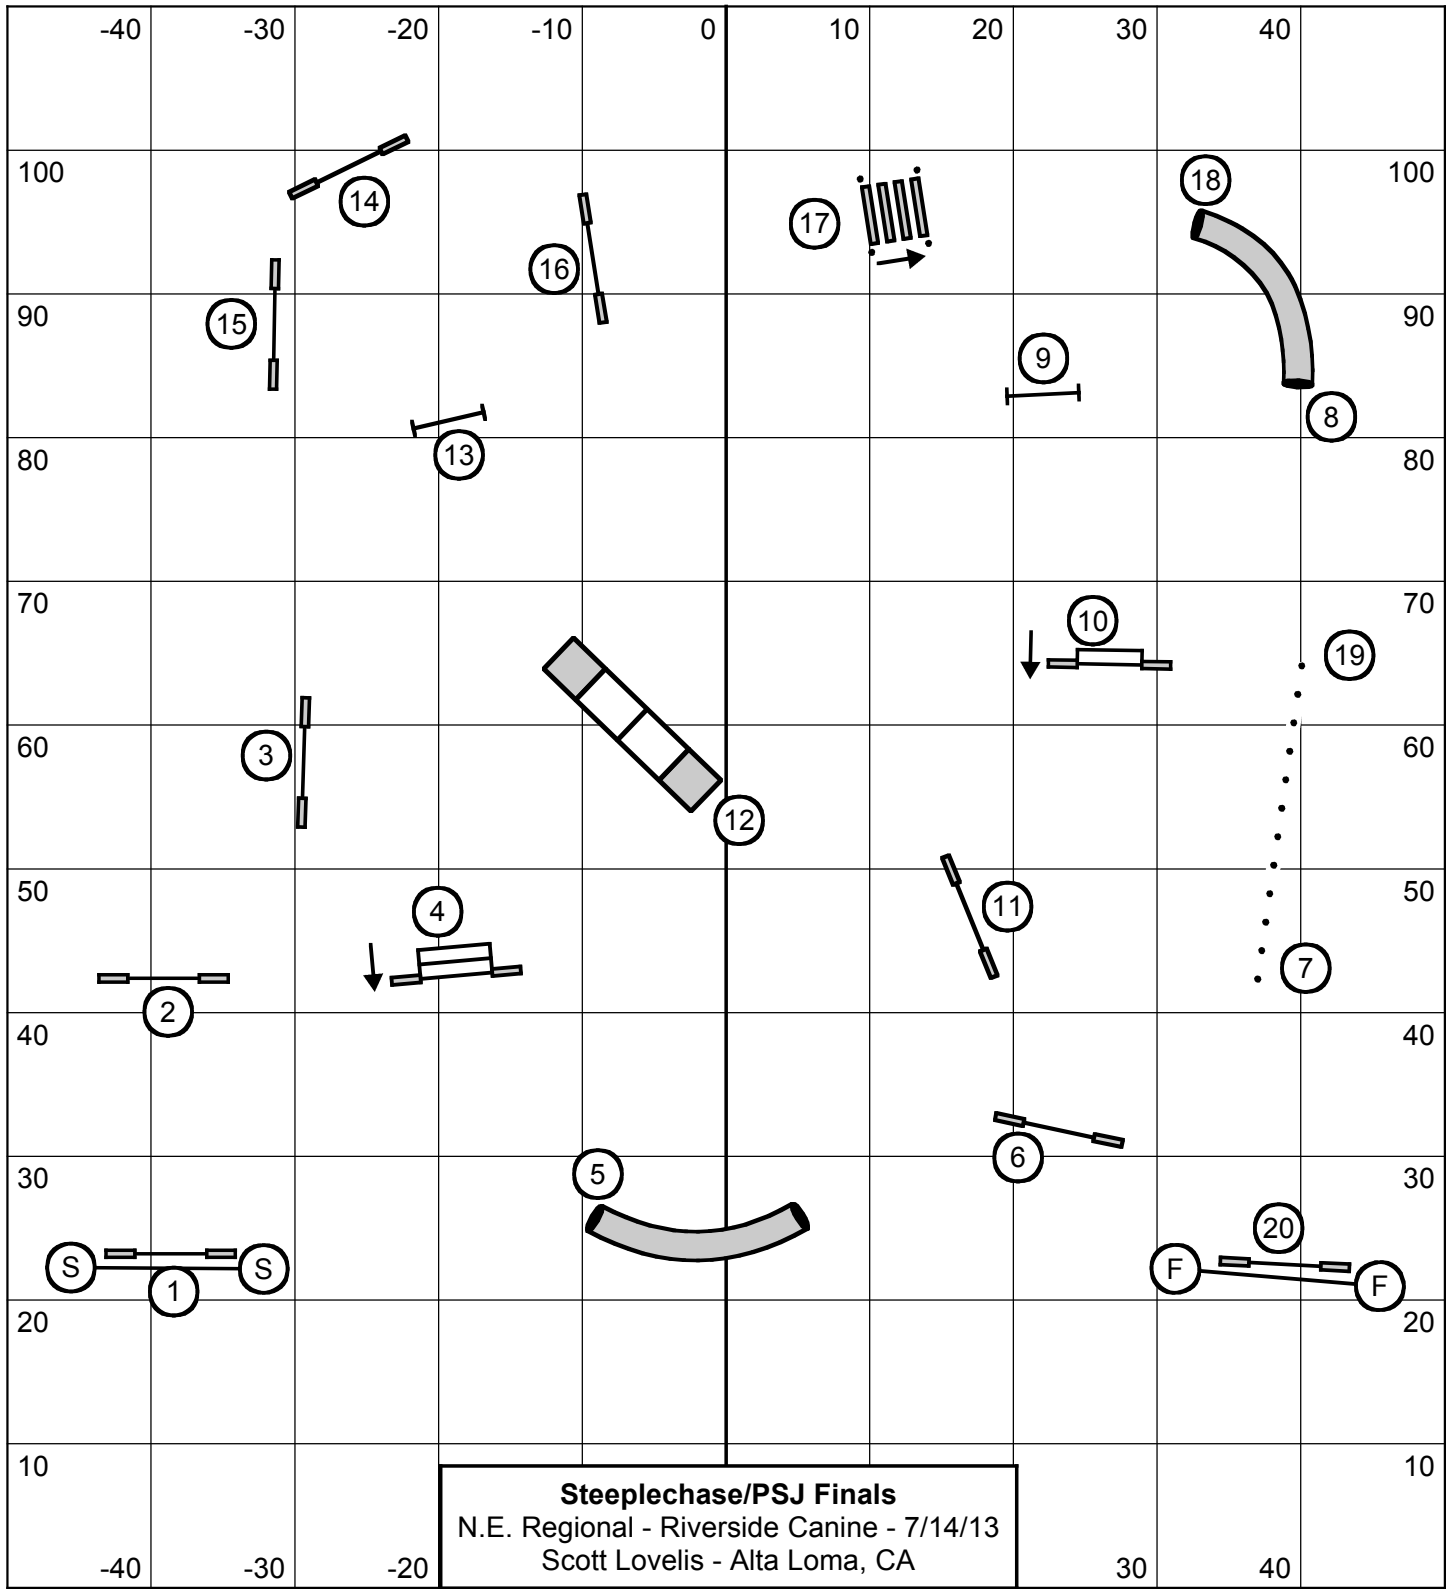 -40 -30 -20 -10 0 10 20 30 40
100 14 18 100
17
16
15
90 90
9
8
13
80 80
70 10 70
19
60 3 60
12
50 4 11 50
7
2
40 40
6
5
30 30
20
S S F F
1
20 20
10 10
Steeplechase/PSJ Finals
N.E. Regional - Riverside Canine - 7/14/13
Scott Lovelis - Alta Loma, CA
-40 -30 -20 30 40